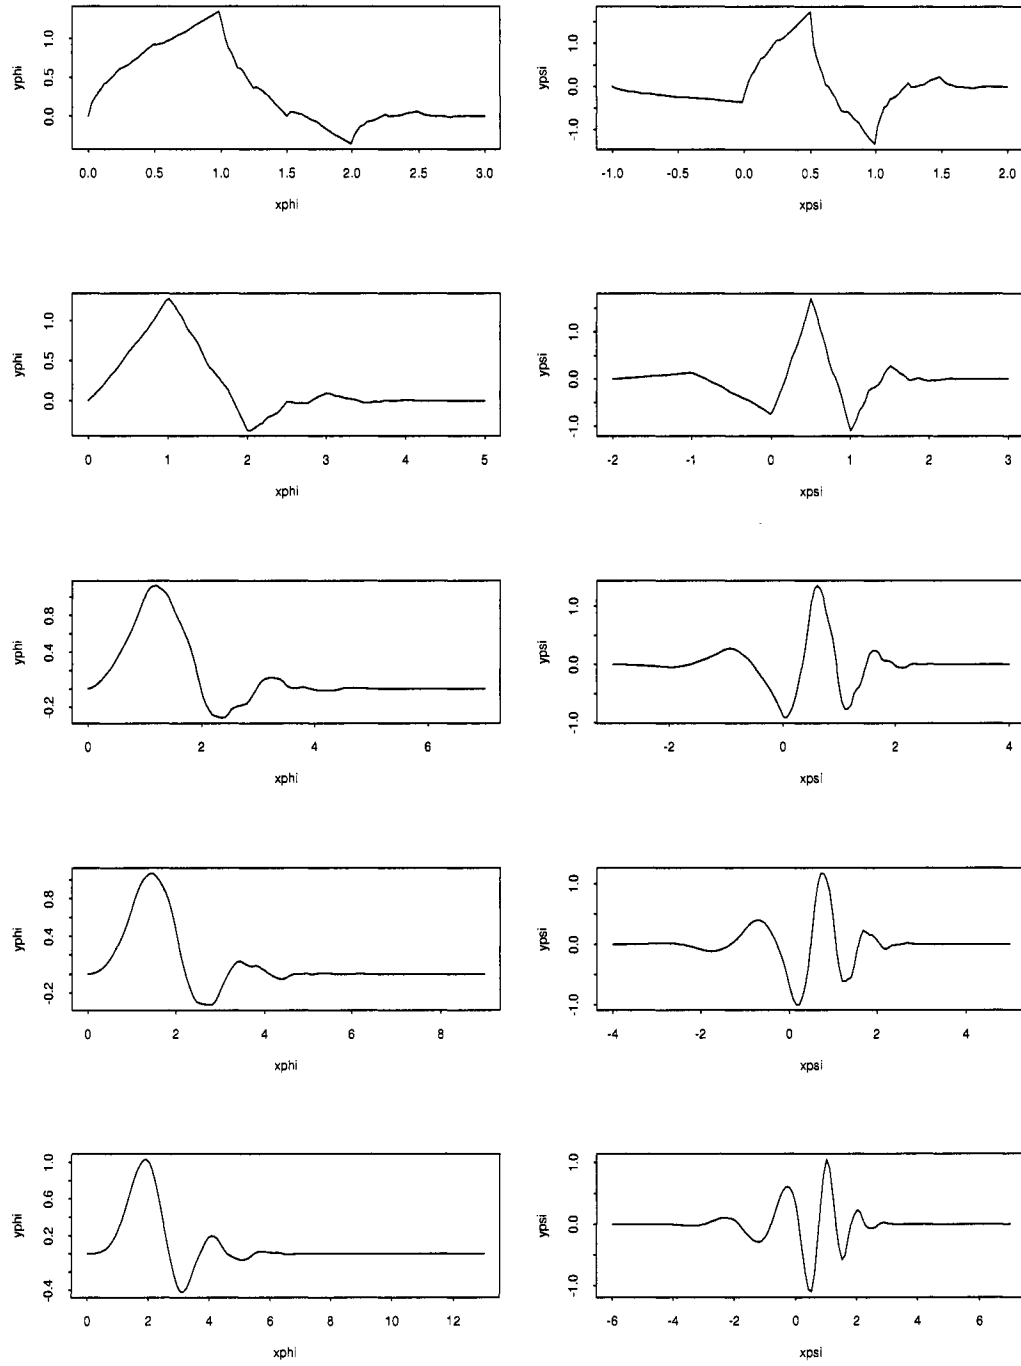 yphi
0.0 0.5 1.0
0.0 0.5 1.0 1.5 2.0 2.5 3.0
xphi
ypsi
-1.0 0.0 1.0
-1.0 -0.5 0.0 0.5 1.0 1.5 2.0
xpsi
yphi
0.0 0.5 1.0
0 1 2 3 4 5
xphi
ypsi
-1.0 0.0 1.0
-2 -1 0 1 2 3
xpsi
yphi
-0.2 0.4 0.8
0 2 4 6
xphi
ypsi
-1.0 0.0 1.0
-2 0 2 4
xpsi
yphi
-0.2 0.4 0.8
0 2 4 6 8
xphi
ypsi
-1.0 0.0 1.0
-4 -2 0 2 4
xpsi
yphi
-0.4 0.2 0.6 1.0
0 2 4 6 8 10 12
xphi
ypsi
-1.0 0.0 1.0
-6 -4 -2 0 2 4 6
xpsi